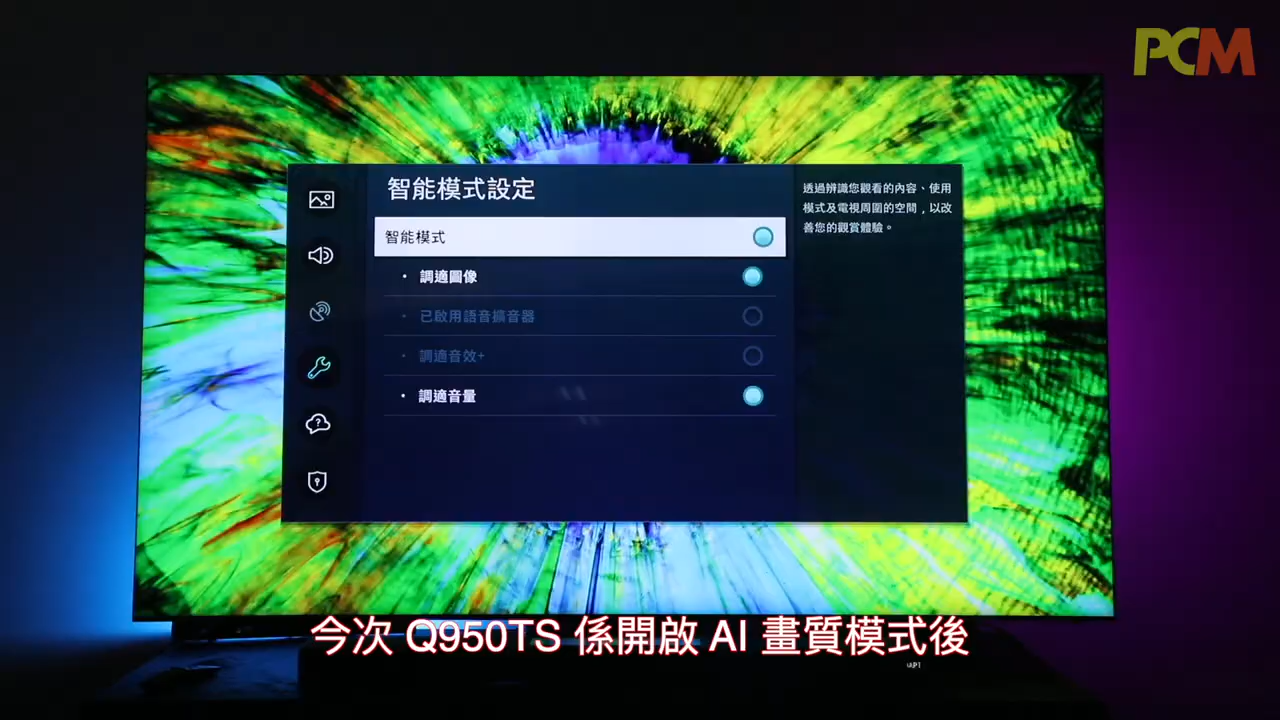 PCM
智能模式設定
智能模式
• 調適圖像
• 已啟用語音擴音器
• 調適音效+
• 調適音量
透過辨識您觀看的內容、使用
模式及電視周圍的空間，以改
善您的觀賞體驗。
今次 Q950TS 係開啟 AI 畫質模式後